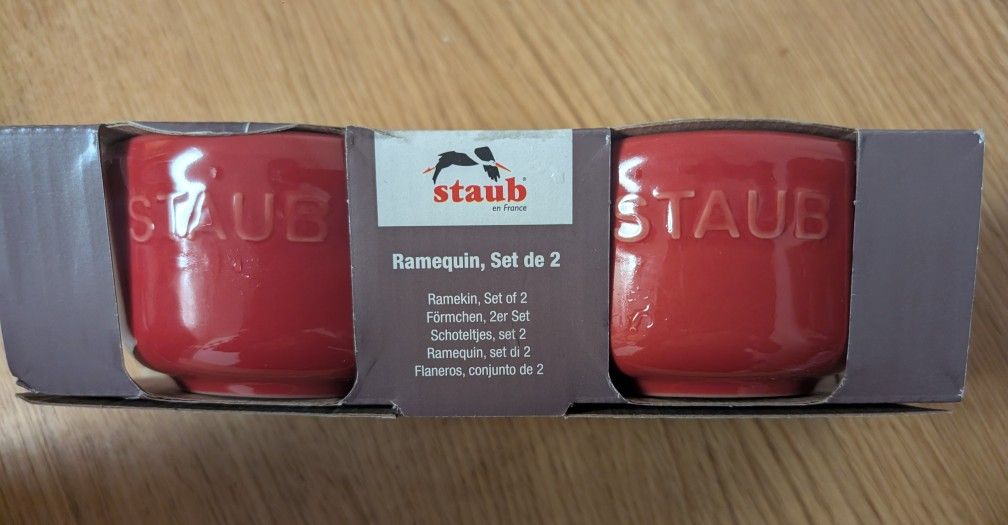 STAUB
staub
en France
Ramequin, Set de 2
Ramekin, Set of 2
Förmchen, 2er Set
Schoteltjes, set 2
Ramequin, set di 2
Flaneros, conjunto de 2
STAUB